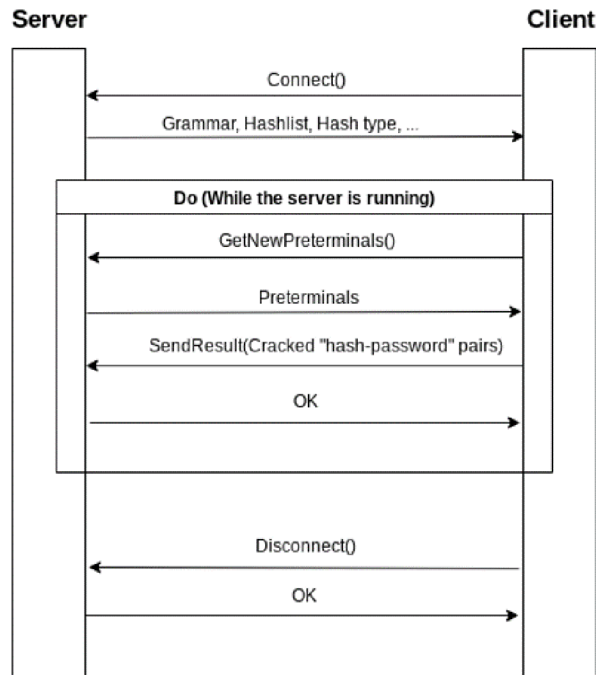 Server
Client
Connect()
Grammar, Hashlist, Hash type, ...
Do (While the server is running)
GetNewPreterminals()
Preterminals
SendResult(Cracked "hash-password" pairs)
OK
Disconnect()
OK